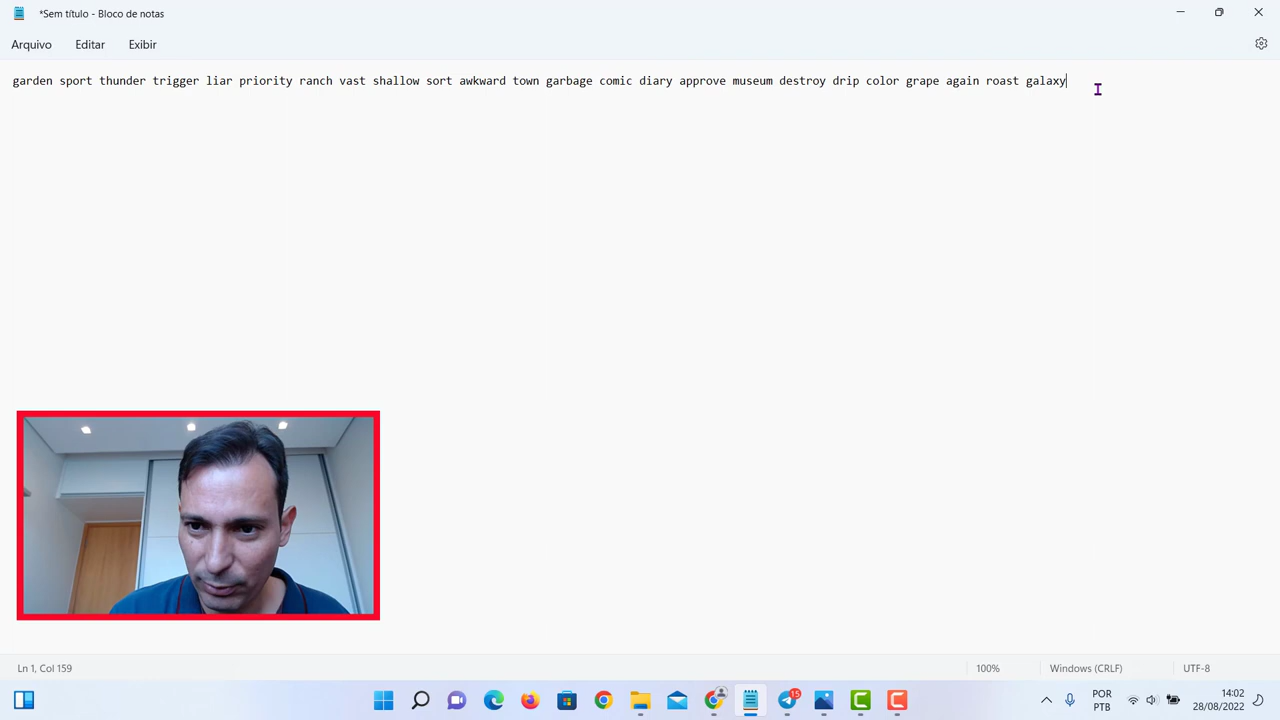 *Sem título - Bloco de notas
Arquivo Editar Exibir
garden sport thunder trigger liar priority ranch vast shallow sort awkward town garbage comic diary approve museum destroy drip color grape again roast galaxy
Ln 1, Col 159
100%
Windows (CRLF)
UTF-8
15
POR
PTB
14:02
28/08/2022